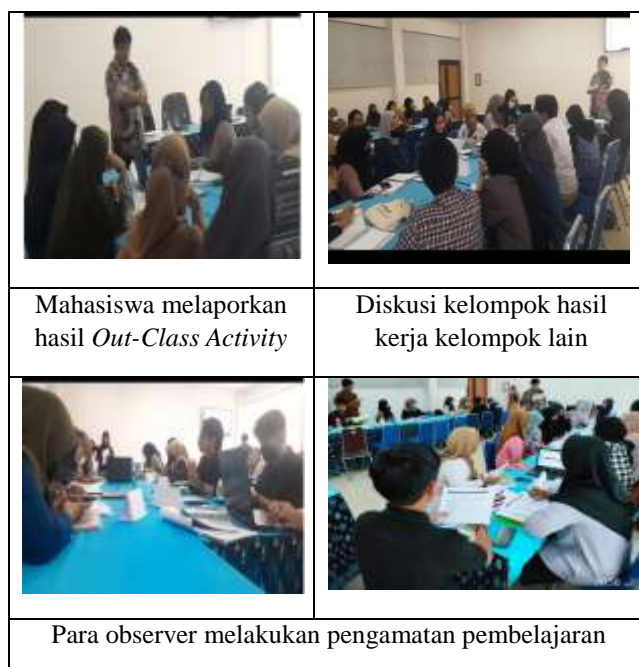 Mahasiswa melaporkan
hasil Out-Class Activity
Diskusi kelompok hasil
kerja kelompok lain
Para observer melakukan pengamatan pembelajaran